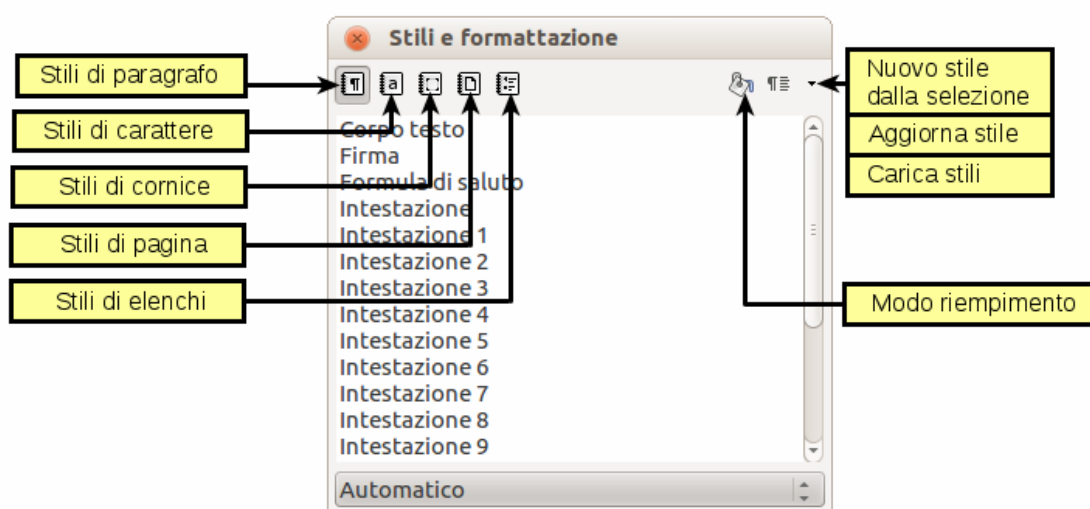 Stili e formattazione
Stili di paragrafo
Stili di carattere
Stili di cornice
Stili di pagina
Stili di elenchi
Nuovo stile
dalla selezione
Aggiorna stile
Carica stili
Modo riempimento
Corpo testo
Firma
Formula di saluto
Intestazione
Intestazione 1
Intestazione 2
Intestazione 3
Intestazione 4
Intestazione 5
Intestazione 6
Intestazione 7
Intestazione 8
Intestazione 9
Automatico